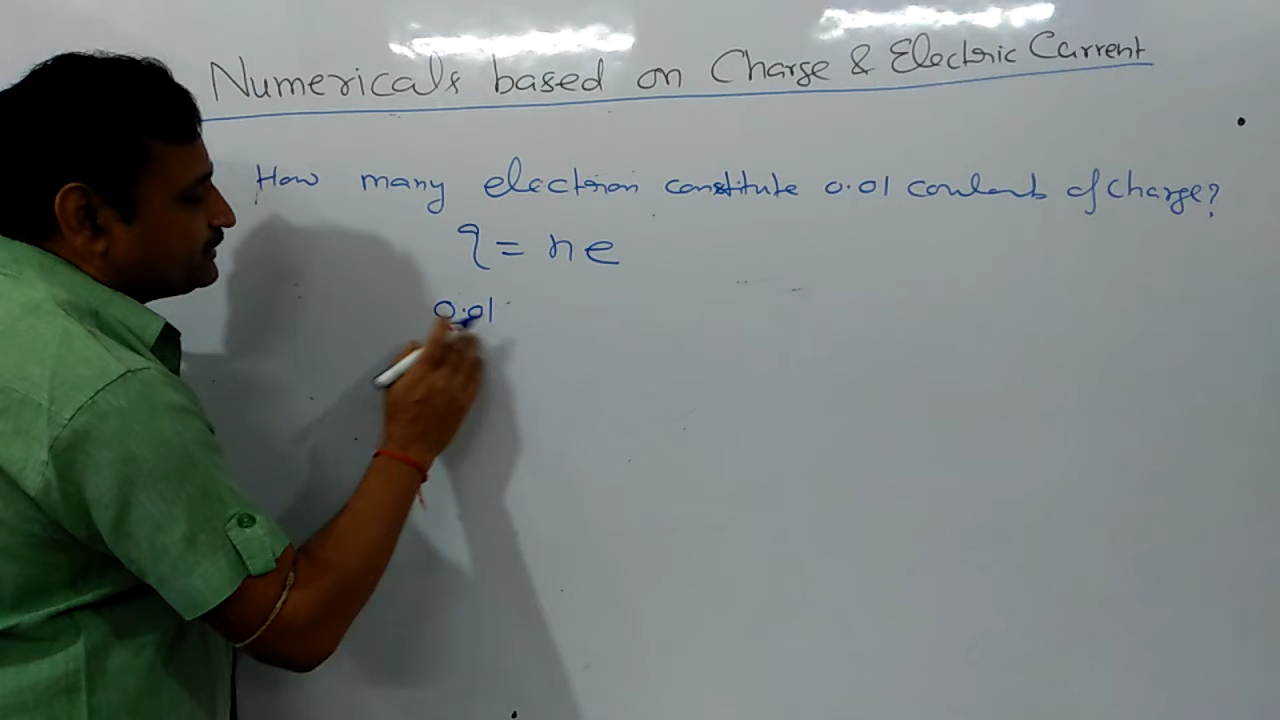 Numericals based on Charge & Electric Current
How many electron constitute 0.01 coulomb of charge?
q = ne
0.01